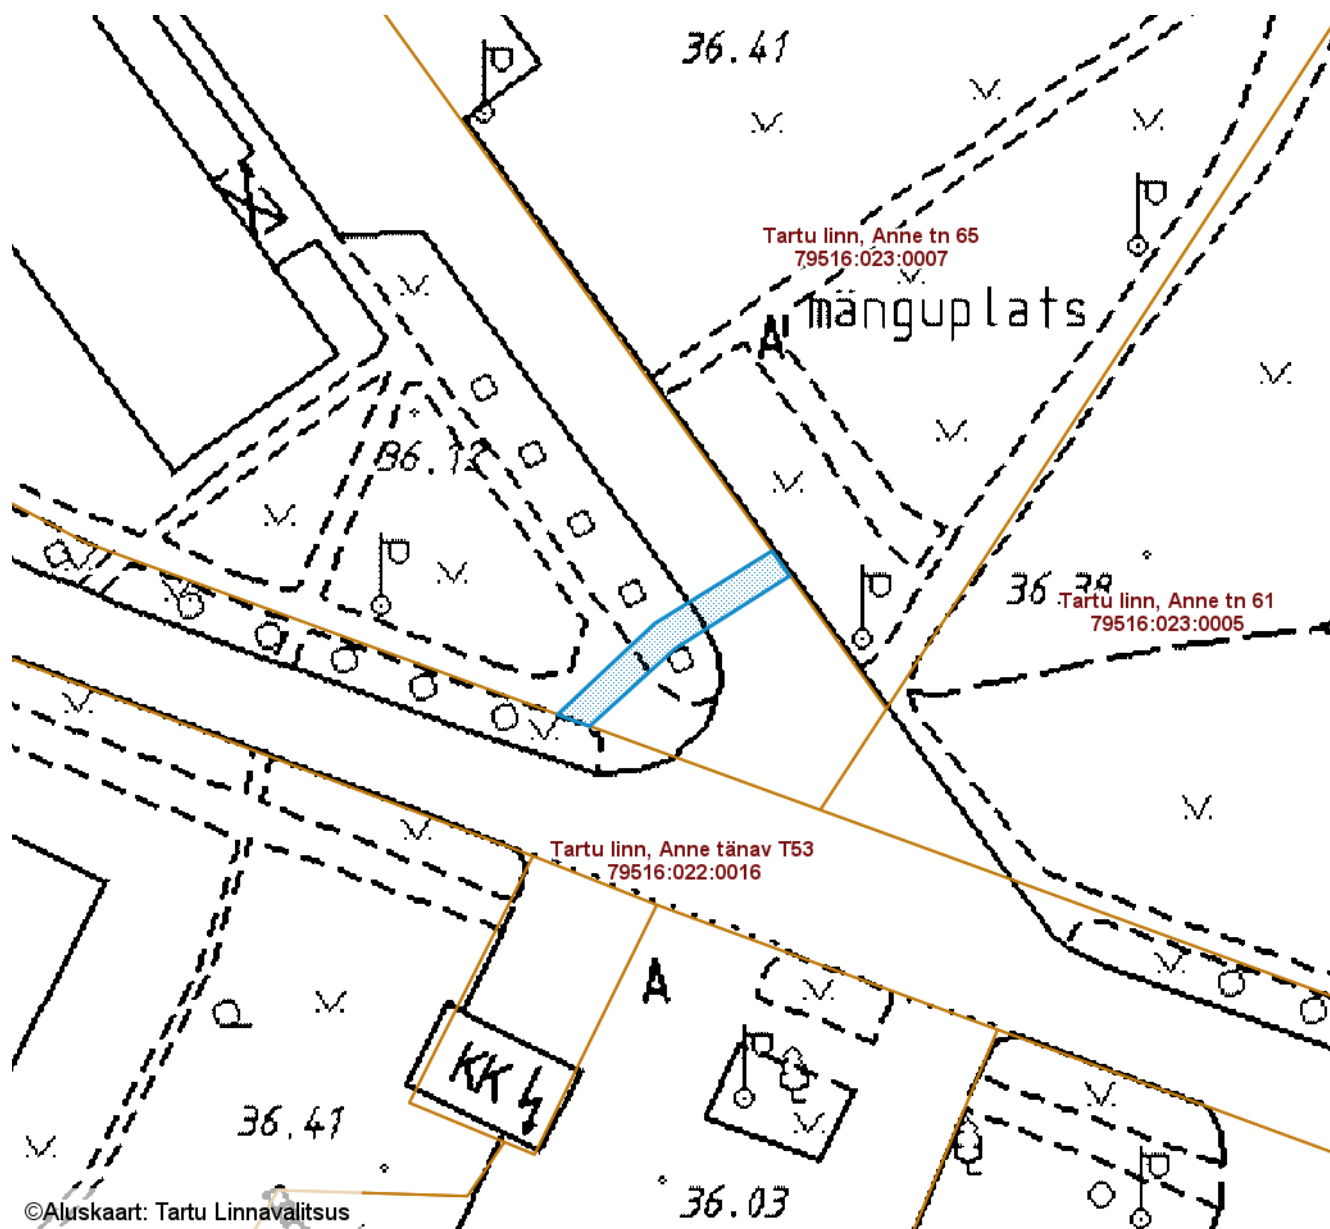 36.41
Tartu linn, Anne tn 65
79516:023:0007
mänguplats
A'
36.12
36.38
Tartu linn, Anne tn 61
79516:023:0005
Tartu linn, Anne tänav T53
79516:022:0016
A
KK
36.41
36.03
©Aluskaart: Tartu Linnavalitsus